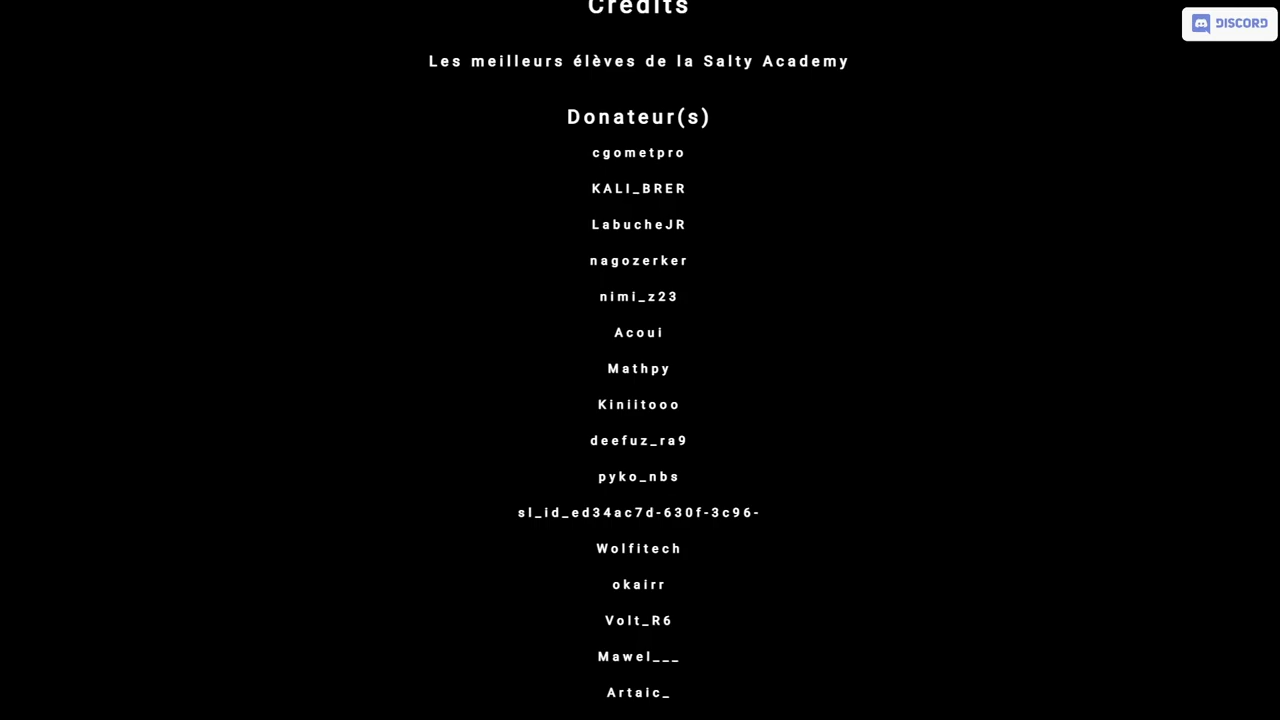 Crédits
DISCORD
Les meilleurs élèves de la Salty Academy
Donateur(s)
cgometpro
KALI_BRER
LabucheJR
nagozerker
nimi_z23
Acoui
Mathpy
Kiniitooo
deefuz_ra9
pyko_nbs
sl_id_ed34ac7d-630f-3c96-
Wolfitech
okairr
Volt_R6
Mawel___
Artaic_